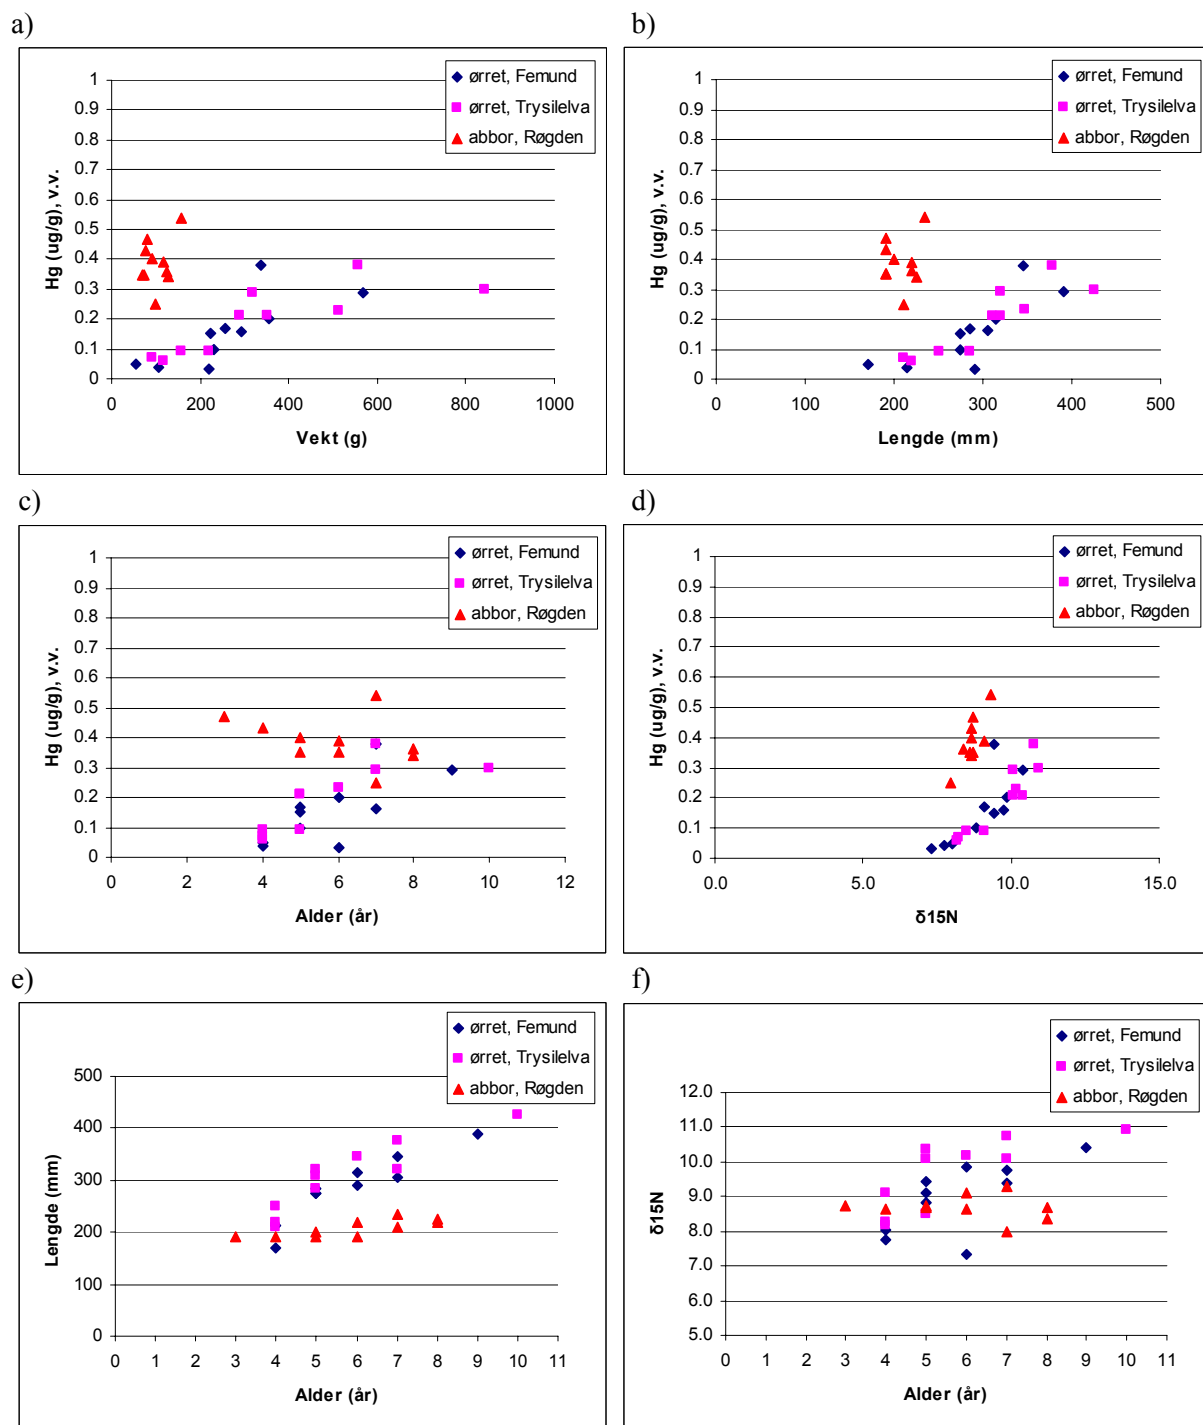 a)
ørret, Femund
ørret, Trysilelva
abbor, Røgden
1
0.9
0.8
0.7
0.6
0.5
0.4
0.3
0.2
0.1
0
Hg (ug/g), v.v.
0 200 400 600 800 1000
Vekt (g)
b)
ørret, Femund
ørret, Trysilelva
abbor, Røgden
1
0.9
0.8
0.7
0.6
0.5
0.4
0.3
0.2
0.1
0
Hg (ug/g), v.v.
0 100 200 300 400 500
Lengde (mm)
c)
ørret, Femund
ørret, Trysilelva
abbor, Røgden
1
0.9
0.8
0.7
0.6
0.5
0.4
0.3
0.2
0.1
0
Hg (ug/g), v.v.
0 2 4 6 8 10 12
Alder (år)
d)
ørret, Femund
ørret, Trysilelva
abbor, Røgden
1
0.9
0.8
0.7
0.6
0.5
0.4
0.3
0.2
0.1
0
Hg (ug/g), v.v.
0.0 5.0 10.0 15.0
δ15N
e)
ørret, Femund
ørret, Trysilelva
abbor, Røgden
500
400
300
200
100
0
Lengde (mm)
0 1 2 3 4 5 6 7 8 9 10 11
Alder (år)
f)
ørret, Femund
ørret, Trysilelva
abbor, Røgden
12.0
11.0
10.0
9.0
8.0
7.0
6.0
5.0
δ15N
0 1 2 3 4 5 6 7 8 9 10 11
Alder (år)